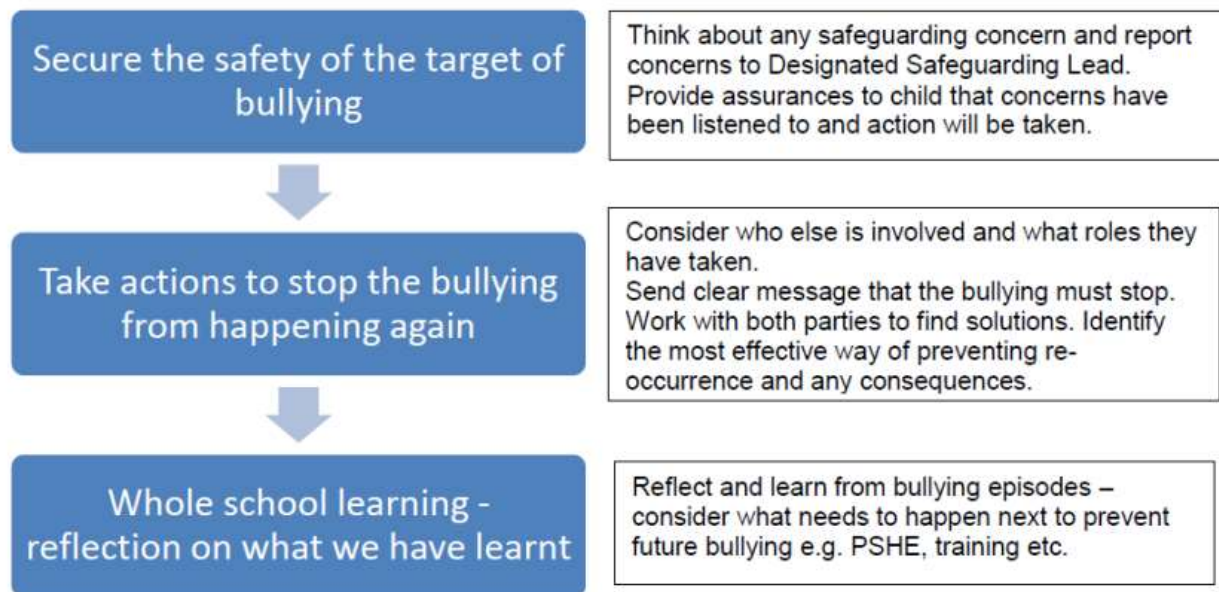 Secure the safety of the target of
bullying
Think about any safeguarding concern and report
concerns to Designated Safeguarding Lead.
Provide assurances to child that concerns have
been listened to and action will be taken.
Take actions to stop the bullying
from happening again
Consider who else is involved and what roles they
have taken.
Send clear message that the bullying must stop.
Work with both parties to find solutions. Identify
the most effective way of preventing re-
occurrence and any consequences.
Whole school learning -
reflection on what we have learnt
Reflect and learn from bullying episodes –
consider what needs to happen next to prevent
future bullying e.g. PSHE, training etc.